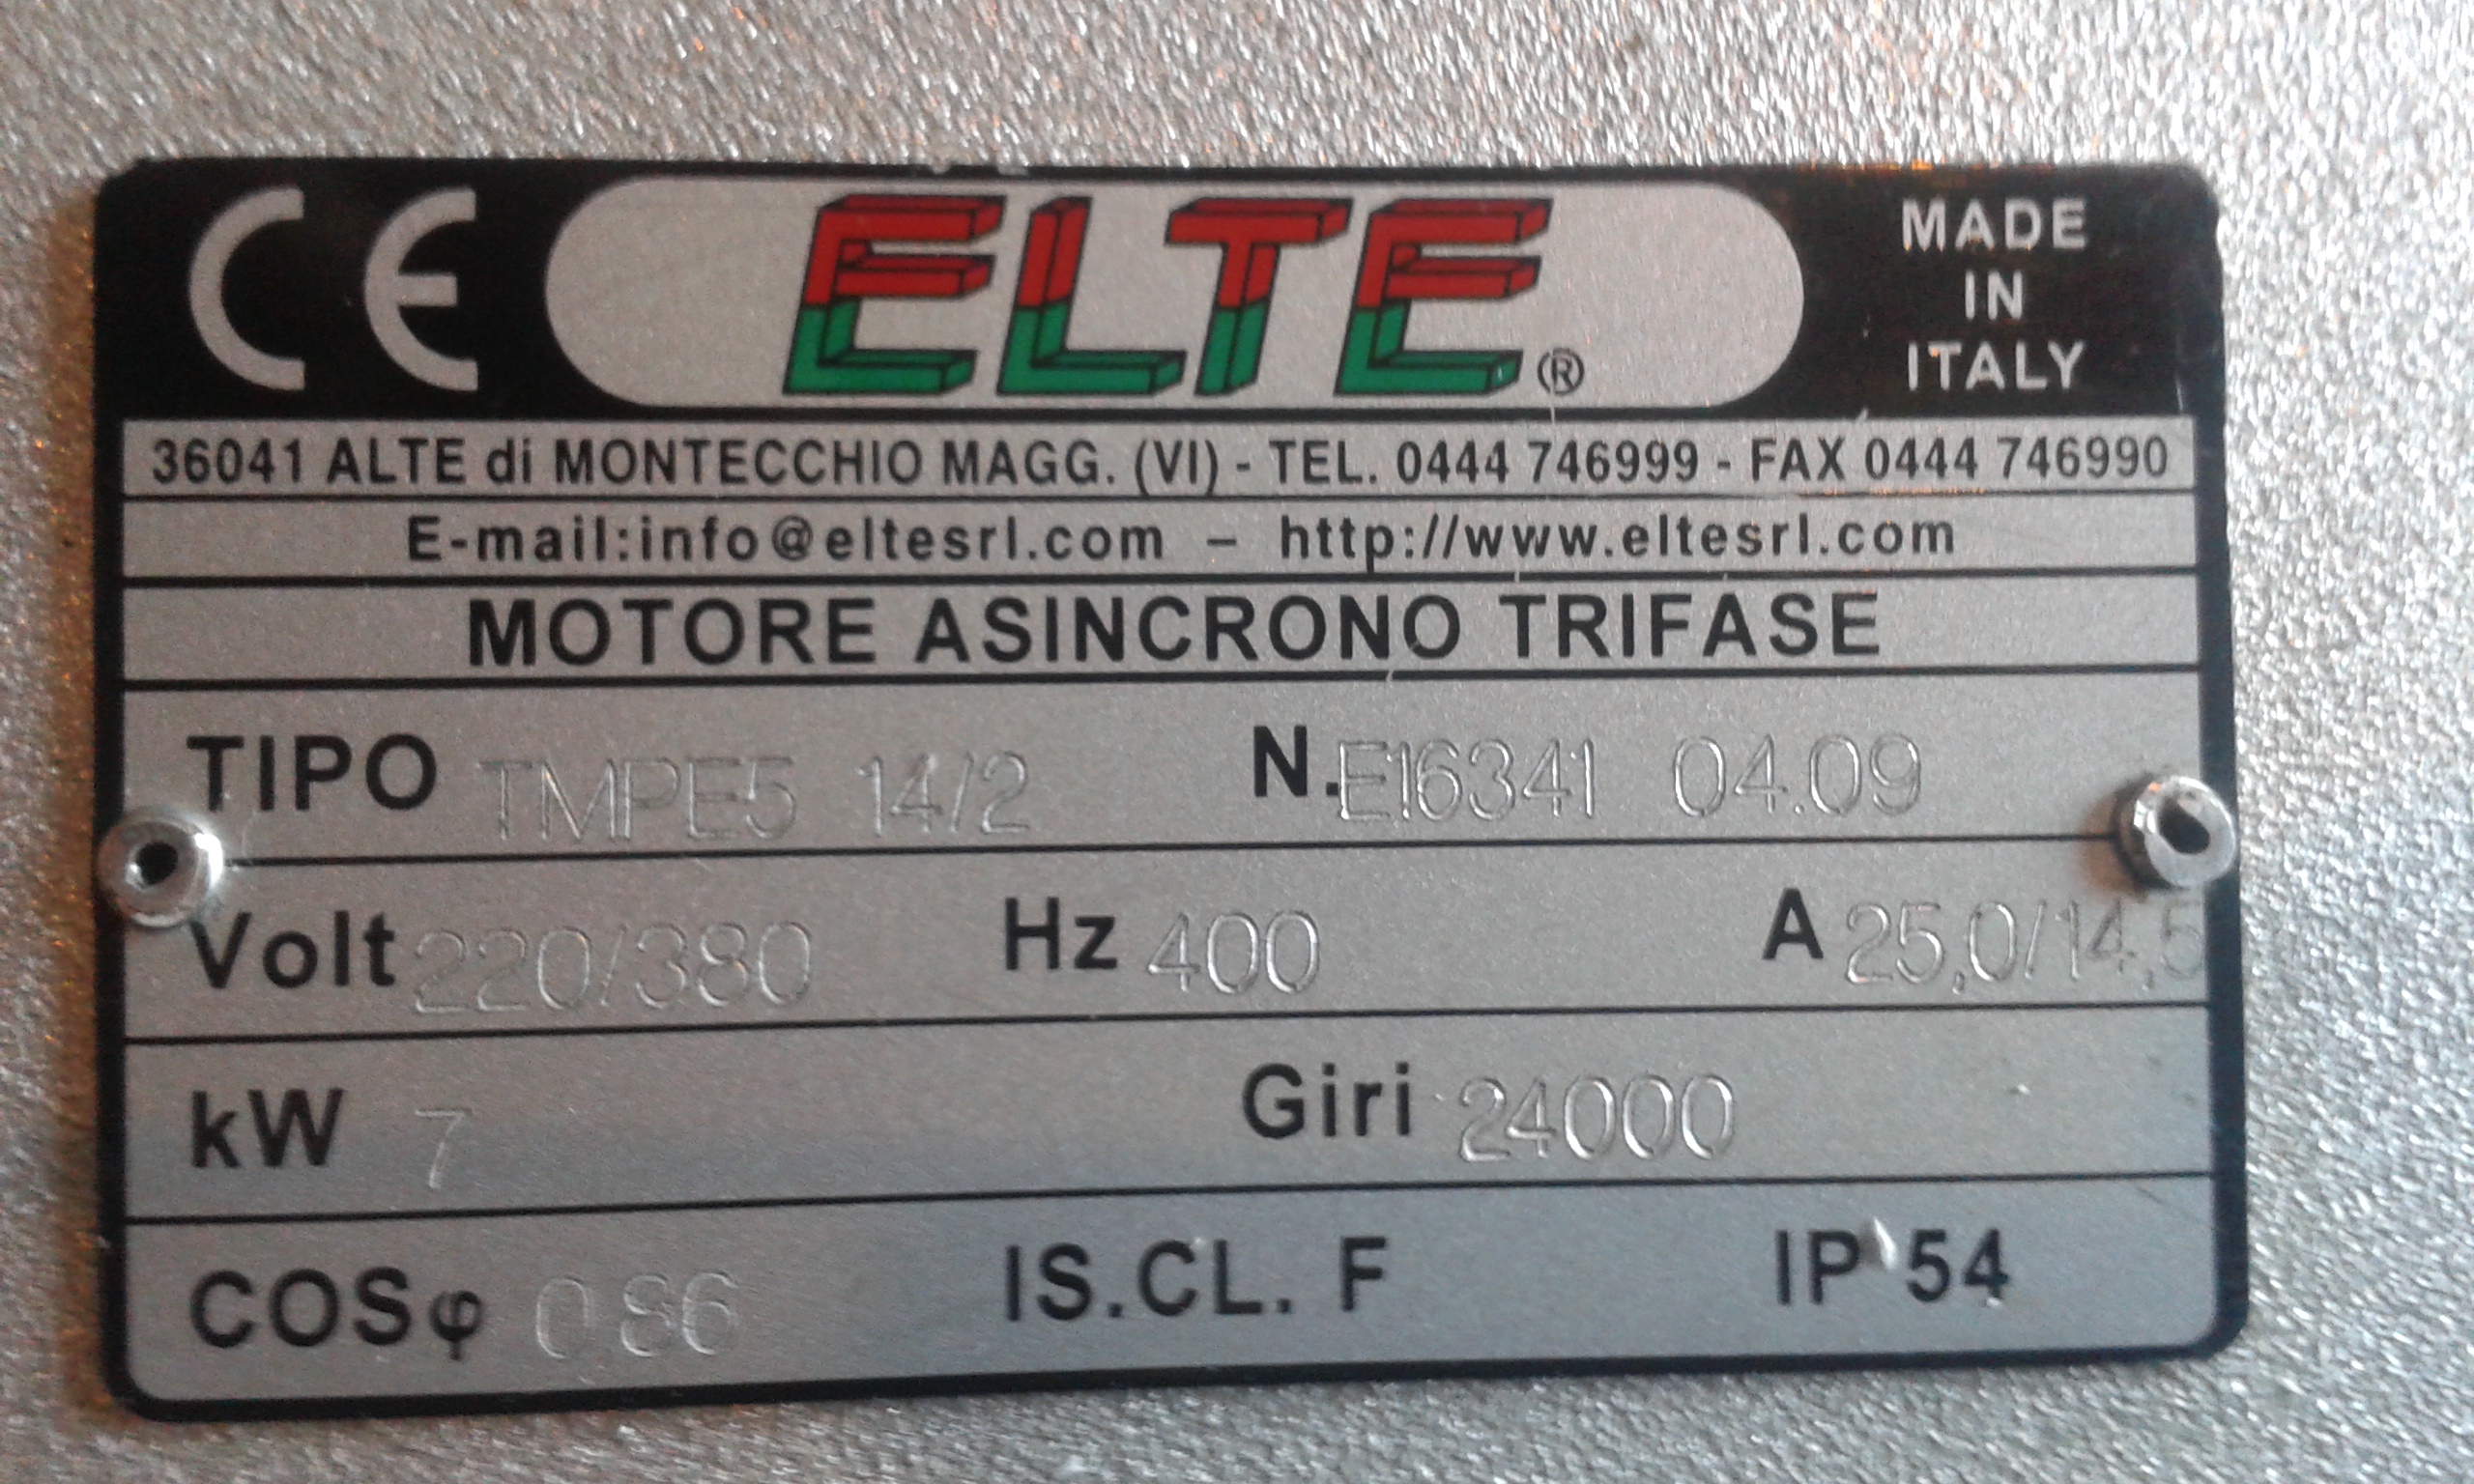 CE ELTE® MADE
IN
ITALY
36041 ALTE di MONTECCHIO MAGG. (VI) - TEL. 0444 746999 - FAX 0444 746990
E-mail:info@eltesrl.com – http://www.eltesrl.com
MOTORE ASINCRONO TRIFASE
TIPO TMPE5 14/2 N. E16341 04.09
Volt 220/380 Hz 400 A 25,0/14,5
kW 7 Giri 24000
COSφ 0.86 IS.CL. F IP 54